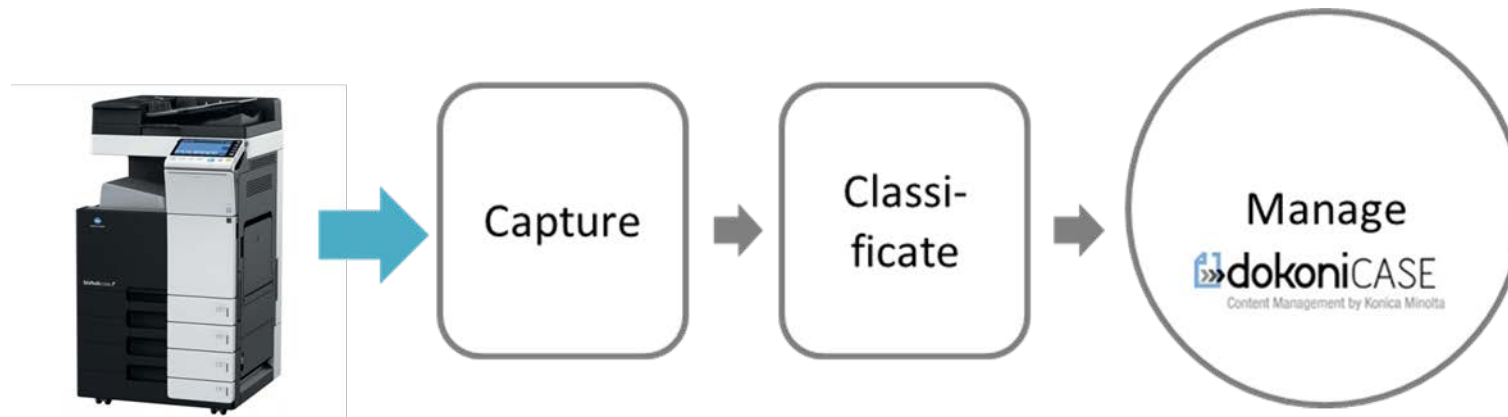 Capture
Classi-
ficate
Manage
dokoniCASE
Content Management by Konica Minolta